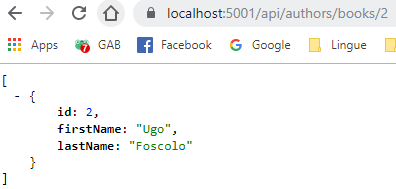 localhost:5001/api/authors/books/2
Apps GAB Facebook Google Lingue
[
- {
id: 2,
firstName: "Ugo",
lastName: "Foscolo"
}
]